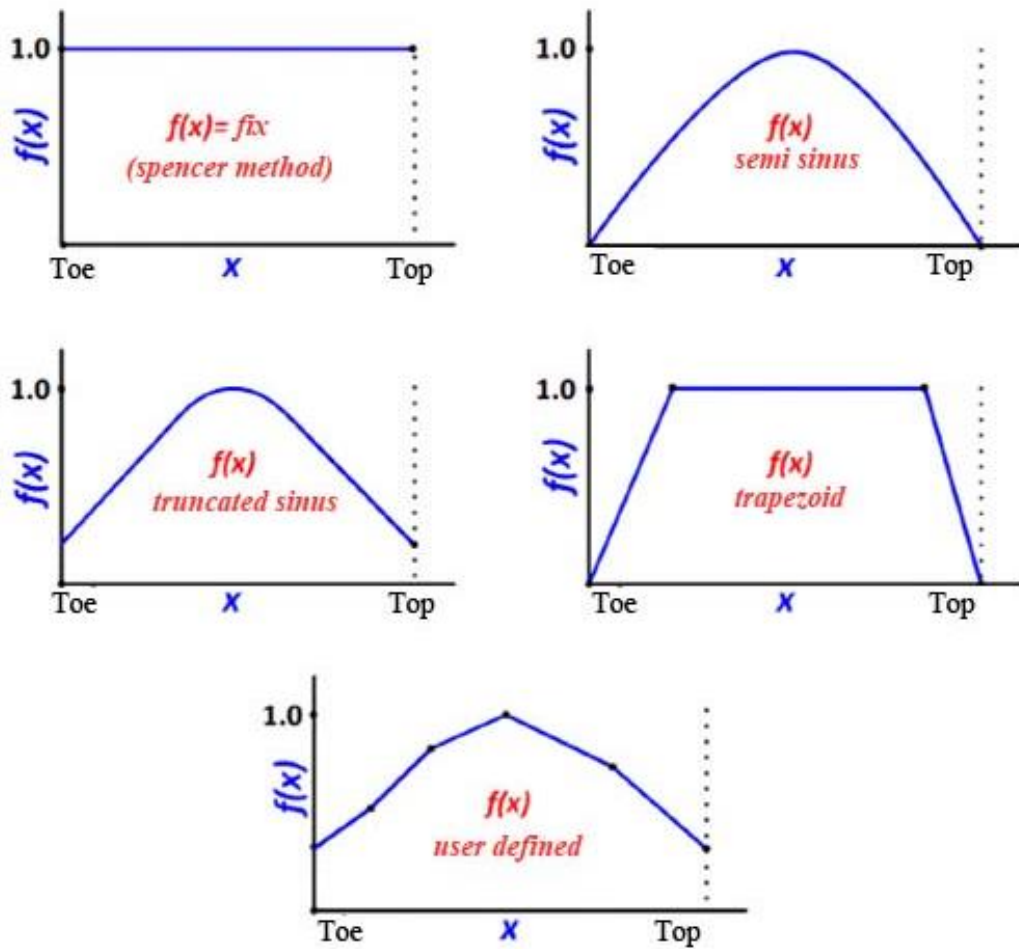 1.0
f(x)
f(x)= fix
(spencer method)
Toe
X
Top
1.0
f(x)
f(x)
semi sinus
Toe
X
Top
1.0
f(x)
f(x)
truncated sinus
Toe
X
Top
1.0
f(x)
f(x)
trapezoid
Toe
X
Top
1.0
f(x)
f(x)
user defined
Toe
X
Top